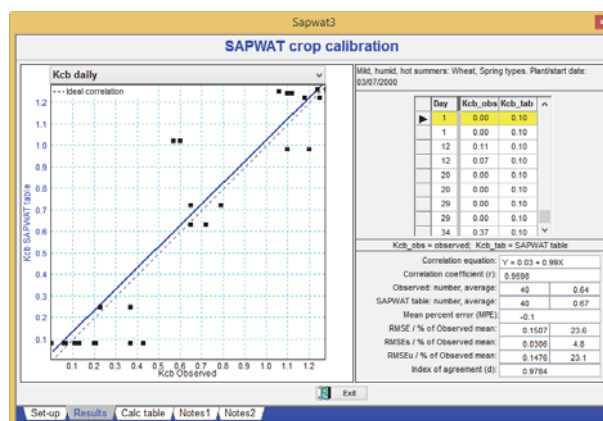 Sapwat3
SAPWAT crop calibration
Kcb daily
Ideal correlation
Kcb SAPWAT table
1.2
1.1
1.0
0.9
0.8
0.7
0.6
0.5
0.4
0.3
0.2
0.1
0.1 0.2 0.3 0.4 0.5 0.6 0.7 0.8 0.9 1.0 1.1 1.2
Kcb Observed
Mild, humid, hot summers: Wheat, Spring types. Plant/start date:
03/07/2000
Day Kcb_obs Kcb_tab
1 0.00 0.10
1 0.00 0.10
12 0.11 0.10
12 0.07 0.10
20 0.00 0.10
20 0.00 0.10
29 0.00 0.10
29 0.00 0.10
34 0.37 0.10
Kcb_obs = observed; Kcb_tab = SAPWAT table
Correlation equation: Y = 0.03 + 0.99X
Correlation coefficient (r): 0.9598
Observed: number, average: 40 0.64
SAPWAT table: number, average: 40 0.67
Mean percent error (MPE): -0.1
RMSE / % of Observed mean: 0.1507 23.6
RMSEs / % of Observed mean: 0.0306 4.8
RMSEu / % of Observed mean: 0.1476 23.1
Index of agreement (d): 0.9784
Exit
Set-up Results Calc table Notes1 Notes2